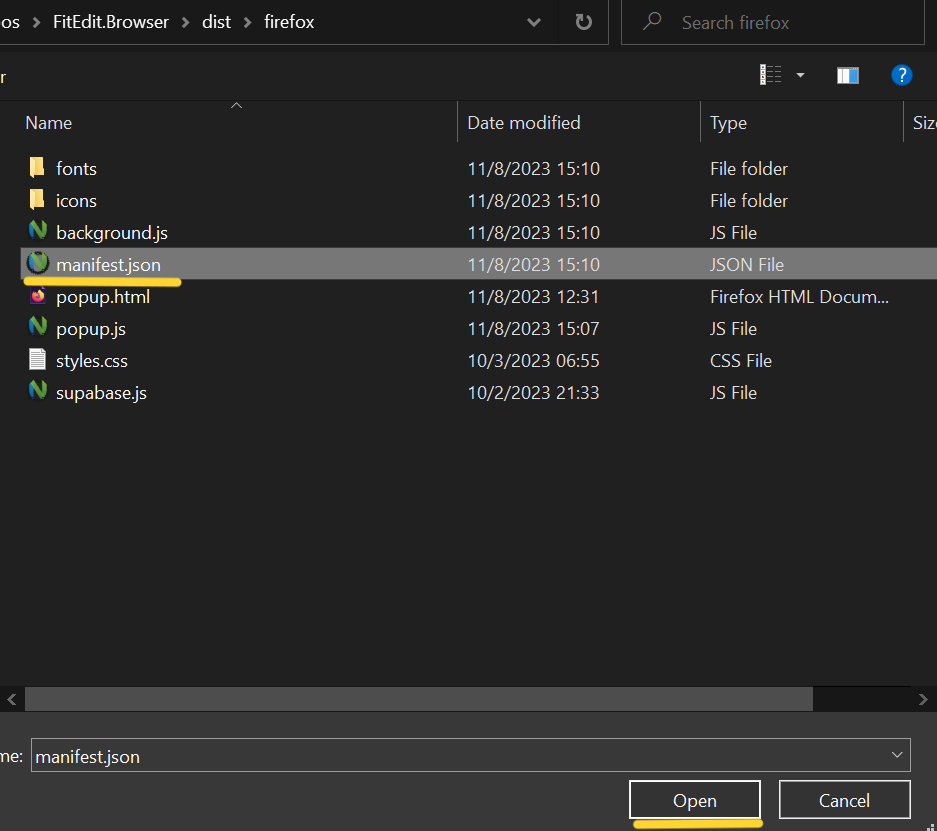 os > FitEdit.Browser > dist > firefox Search firefox
r ?
Name Date modified Type Siz
fonts 11/8/2023 15:10 File folder
icons 11/8/2023 15:10 File folder
background.js 11/8/2023 15:10 JS File
manifest.json 11/8/2023 15:10 JSON File
popup.html 11/8/2023 12:31 Firefox HTML Docum...
popup.js 11/8/2023 15:07 JS File
styles.css 10/3/2023 06:55 CSS File
supabase.js 10/2/2023 21:33 JS File
me: manifest.json
Open Cancel